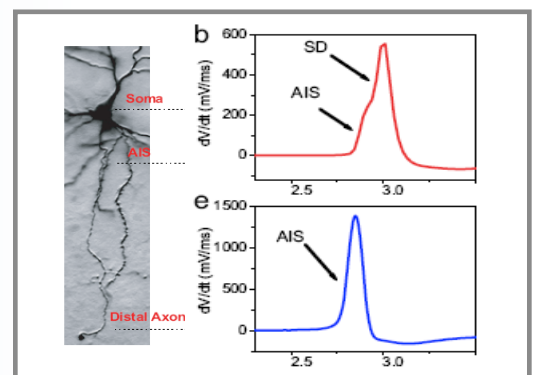 Soma
AIS
Distal Axon
b
600
400
200
0
dV/dt (mV/ms)
SD
AIS
2.5
3.0
e
1500
1000
500
0
dV/dt (mV/ms)
AIS
2.5
3.0